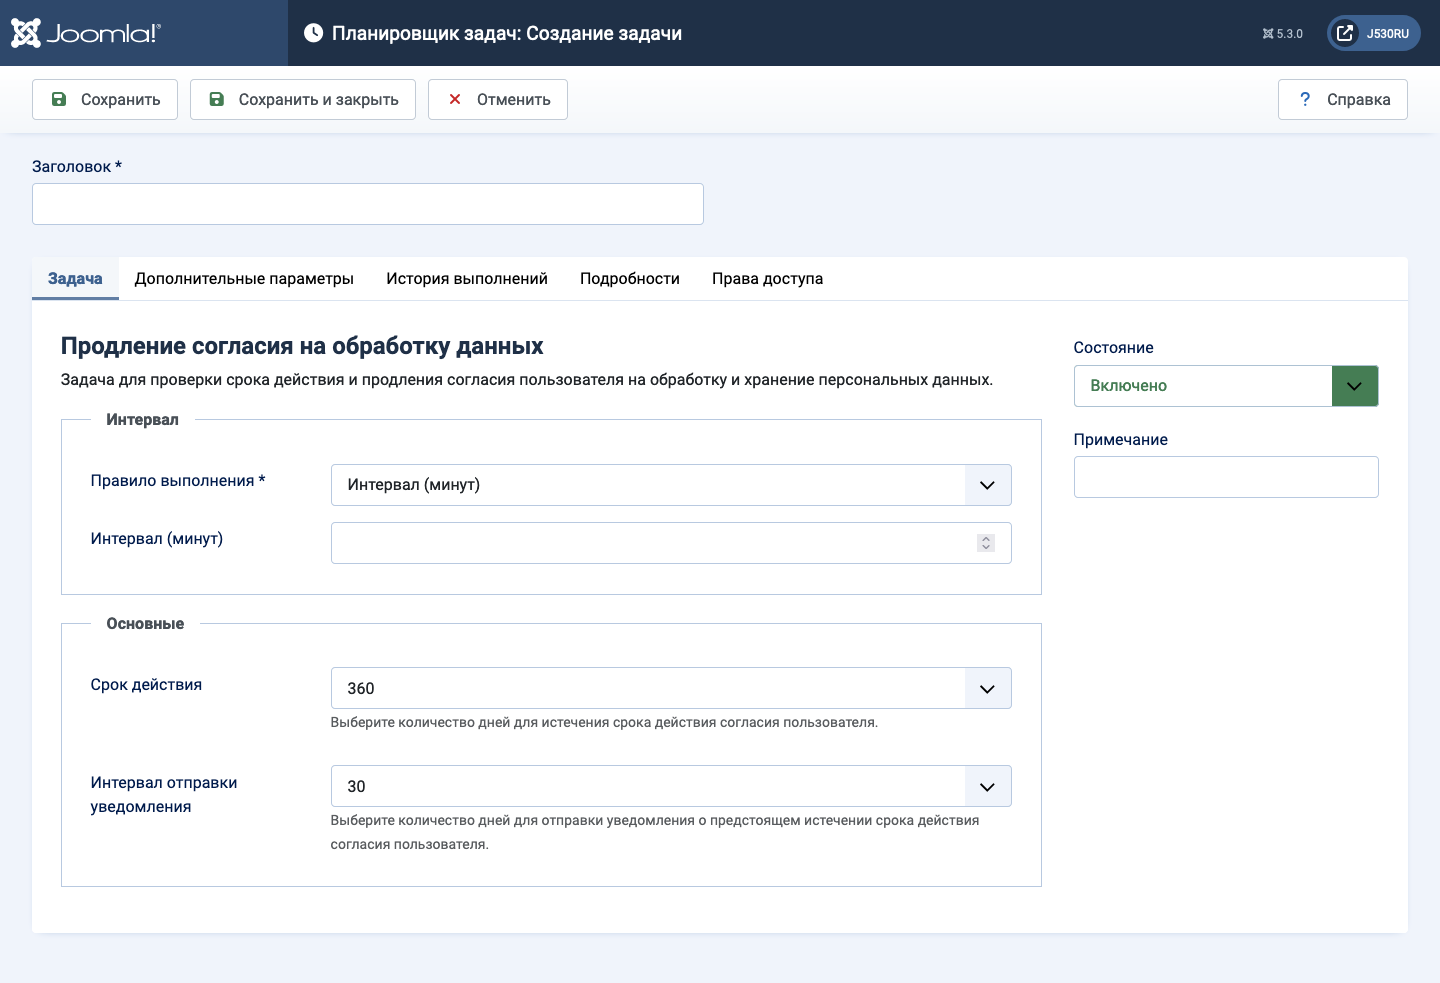 Joomla!®
Планировщик задач: Создание задачи
5.3.0
J530RU
Сохранить
Сохранить и закрыть
Отменить
? Справка
Заголовок *
Задача
Дополнительные параметры
История выполнений
Подробности
Права доступа
Продление согласия на обработку данных
Задача для проверки срока действия и продления согласия пользователя на обработку и хранение персональных данных.
Интервал
Правило выполнения *
Интервал (минут)
Интервал (минут)
Основные
Срок действия
360
Выберите количество дней для истечения срока действия согласия пользователя.
Интервал отправки
уведомления
30
Выберите количество дней для отправки уведомления о предстоящем истечении срока действия
согласия пользователя.
Состояние
Включено
Примечание